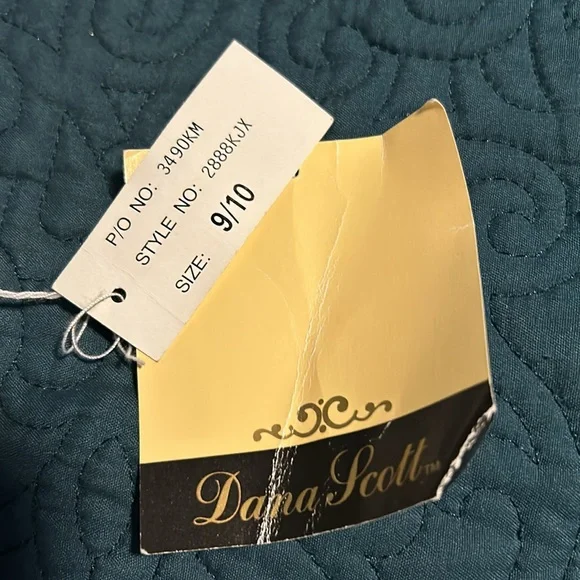 P/O NO: 3490KM
STYLE NO: 2888KJX
SIZE: 9/10
Dana Scott™